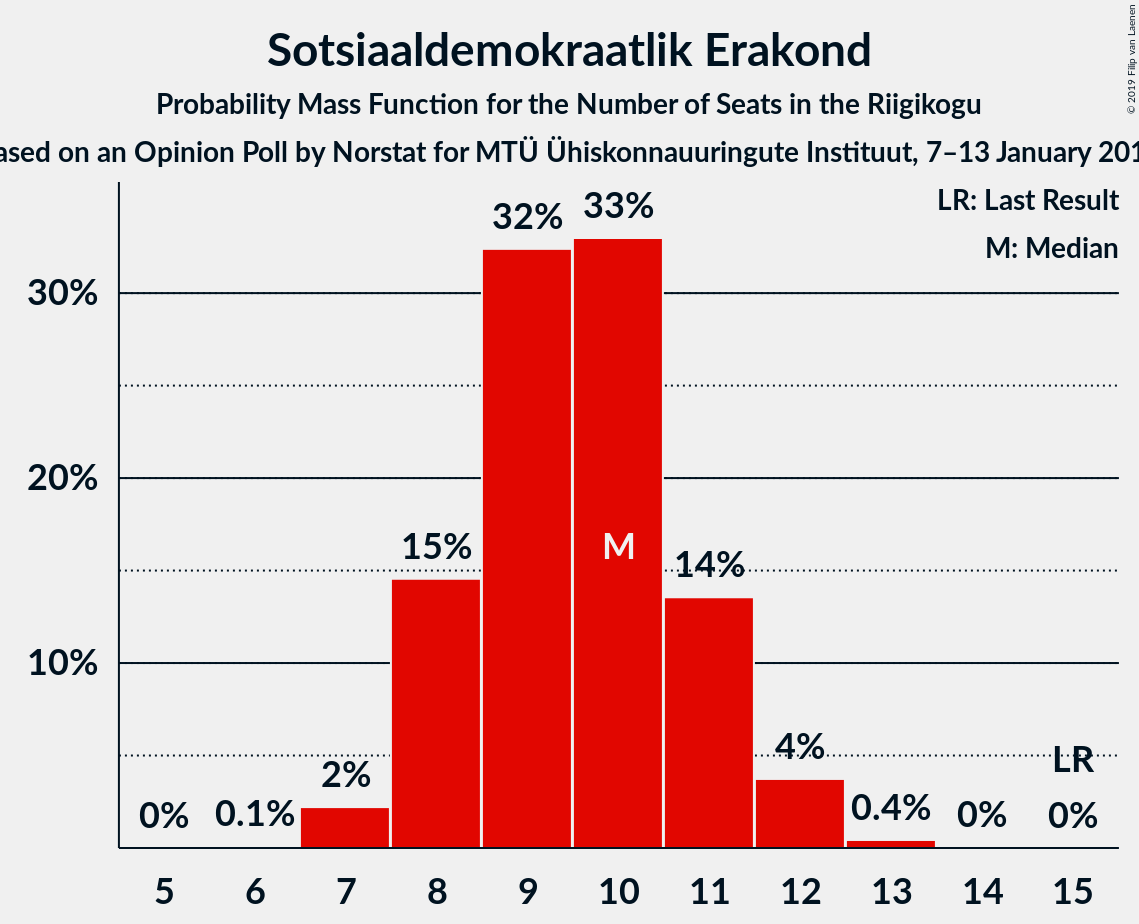 Sotsiaaldemokraatlik Erakond
Probability Mass Function for the Number of Seats in the Riigikogu
ased on an Opinion Poll by Norstat for MTÜ Ühiskonnauuringute Instituut, 7–13 January 201
© 2019 Filip van Laenen
LR: Last Result
M: Median
33%
32%
30%
20%
15%
M
14%
10%
4%
LR
2%
0%
0.1%
0.4%
0%
0%
5 6 7 8 9 10 11 12 13 14 15